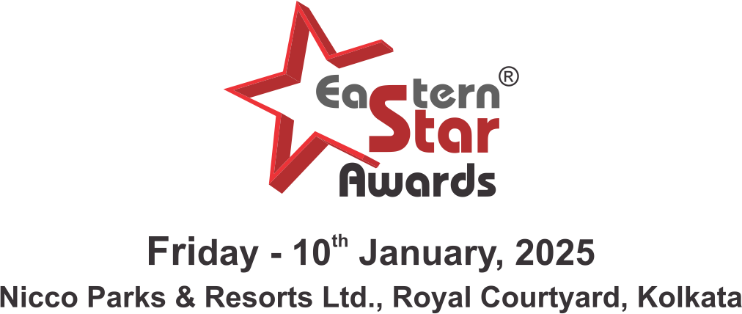 Eastern®
Star
Awards
Friday - 10th January, 2025
Nicco Parks & Resorts Ltd., Royal Courtyard, Kolkata